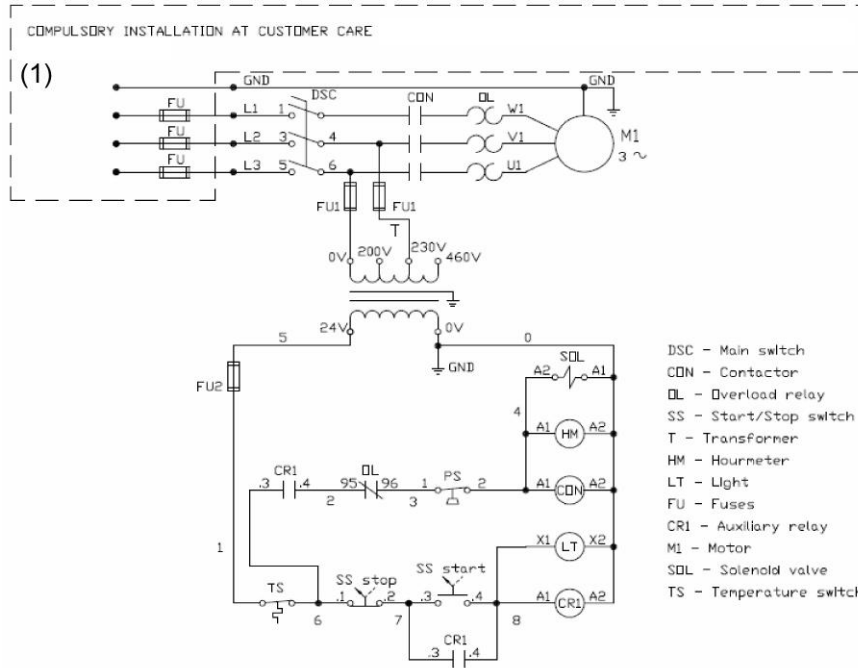 COMPULSORY INSTALLATION AT CUSTOMER CARE
(1)
GND
GND
FU
L1
1
DSC
CON
OL
W1
FU
L2
3
4
V1
M1
3 ~
FU
L3
5
6
U1
FU1
FU1
T
0V
200V
230V
460V
24V
0V
5
0
GND
FU2
SOL
A2
A1
4
A1
HM
A2
CR1
OL
PS
.3
.4
95
96
1
2
A1
CON
A2
2
3
X1
LT
X2
1
TS
SS stop
SS start
.1
.2
.3
.4
A1
CR1
A2
6
7
8
CR1
.3
.4
DSC - Main switch
CON - Contactor
OL - Overload relay
SS - Start/Stop switch
T - Transformer
HM - Hourmeter
LT - Light
FU - Fuses
CR1 - Auxiliary relay
M1 - Motor
SOL - Solenoid valve
TS - Temperature switch